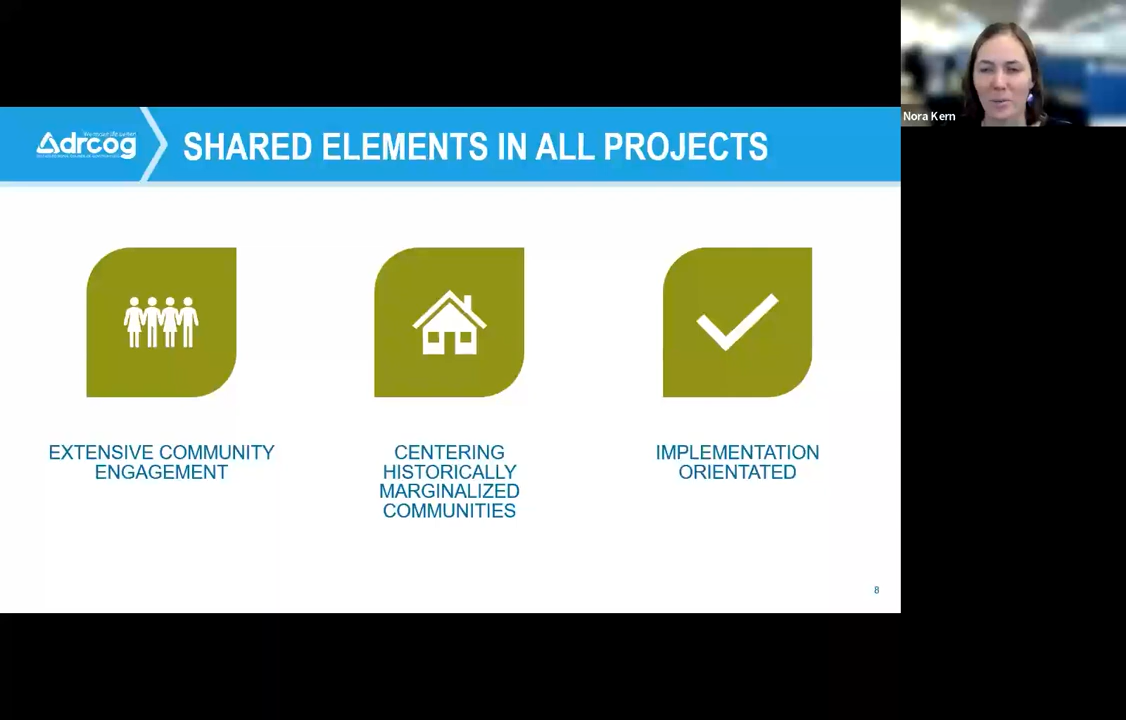 drcog
SHARED ELEMENTS IN ALL PROJECTS
Nora Kern
EXTENSIVE COMMUNITY
ENGAGEMENT
CENTERING
HISTORICALLY
MARGINALIZED
COMMUNITIES
IMPLEMENTATION
ORIENTATED
8